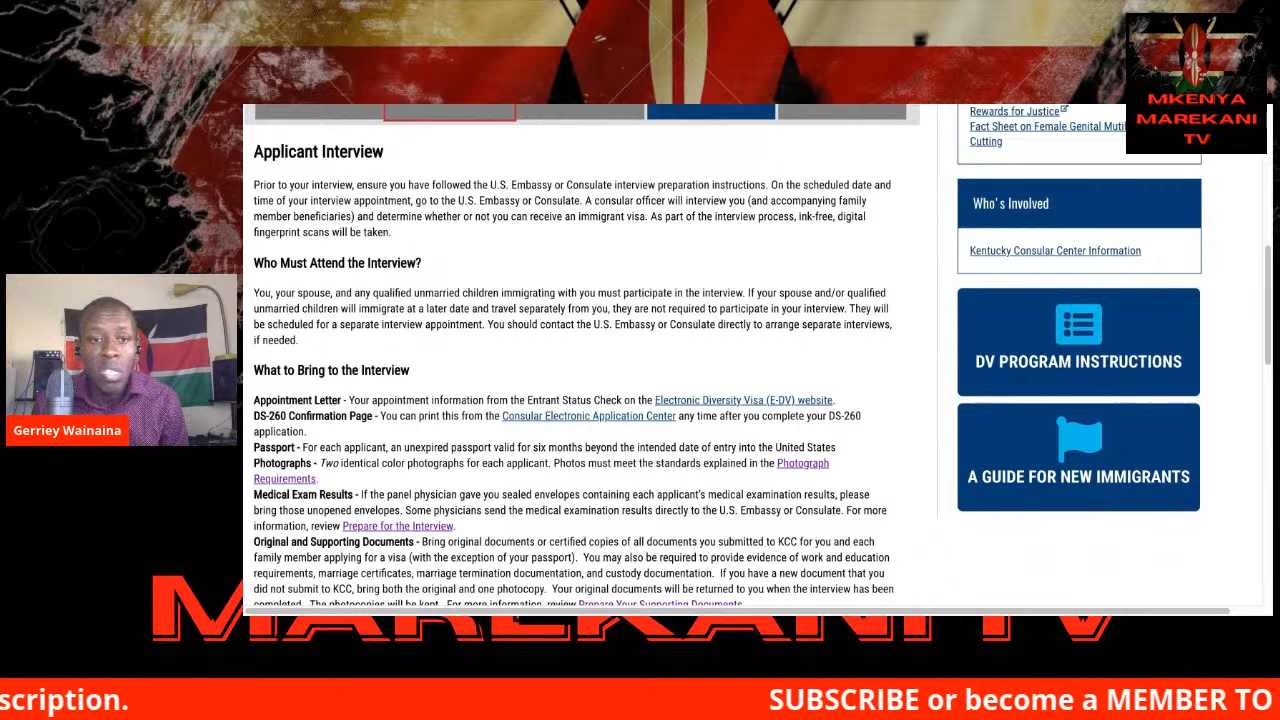 MKENYA
MAREKANI
TV
Rewards for Justice
Fact Sheet on Female Genital Mutil
Cutting
Applicant Interview
Prior to your interview, ensure you have followed the U.S. Embassy or Consulate interview preparation instructions. On the scheduled date and
time of your interview appointment, go to the U.S. Embassy or Consulate. A consular officer will interview you (and accompanying family
member beneficiaries) and determine whether or not you can receive an immigrant visa. As part of the interview process, ink-free, digital
fingerprint scans will be taken.
Who Must Attend the Interview?
You, your spouse, and any qualified unmarried children immigrating with you must participate in the interview. If your spouse and/or qualified
unmarried children will immigrate at a later date and travel separately from you, they are not required to participate in your interview. They will
be scheduled for a separate interview appointment. You should contact the U.S. Embassy or Consulate directly to arrange separate interviews,
if needed.
What to Bring to the Interview
Appointment Letter - Your appointment information from the Entrant Status Check on the Electronic Diversity Visa (E-DV) website.
DS-260 Confirmation Page - You can print this from the Consular Electronic Application Center any time after you complete your DS-260
application.
Passport - For each applicant, an unexpired passport valid for six months beyond the intended date of entry into the United States
Photographs - Two identical color photographs for each applicant. Photos must meet the standards explained in the Photograph
Requirements.
Medical Exam Results - If the panel physician gave you sealed envelopes containing each applicant's medical examination results, please
bring those unopened envelopes. Some physicians send the medical examination results directly to the U.S. Embassy or Consulate. For more
information, review Prepare for the Interview.
Original and Supporting Documents - Bring original documents or certified copies of all documents you submitted to KCC for you and each
family member applying for a visa (with the exception of your passport). You may also be required to provide evidence of work and education
requirements, marriage certificates, marriage termination documentation, and custody documentation. If you have a new document that you
did not submit to KCC, bring both the original and one photocopy. Your original documents will be returned to you when the interview has been
completed. The photocopies will be kept. For more information, review Prepare Your Supporting Documents.
Who's Involved
Kentucky Consular Center Information
DV PROGRAM INSTRUCTIONS
A GUIDE FOR NEW IMMIGRANTS
Gerriey Wainaina
MAREKANI TV
scription. SUBSCRIBE or become a MEMBER TO